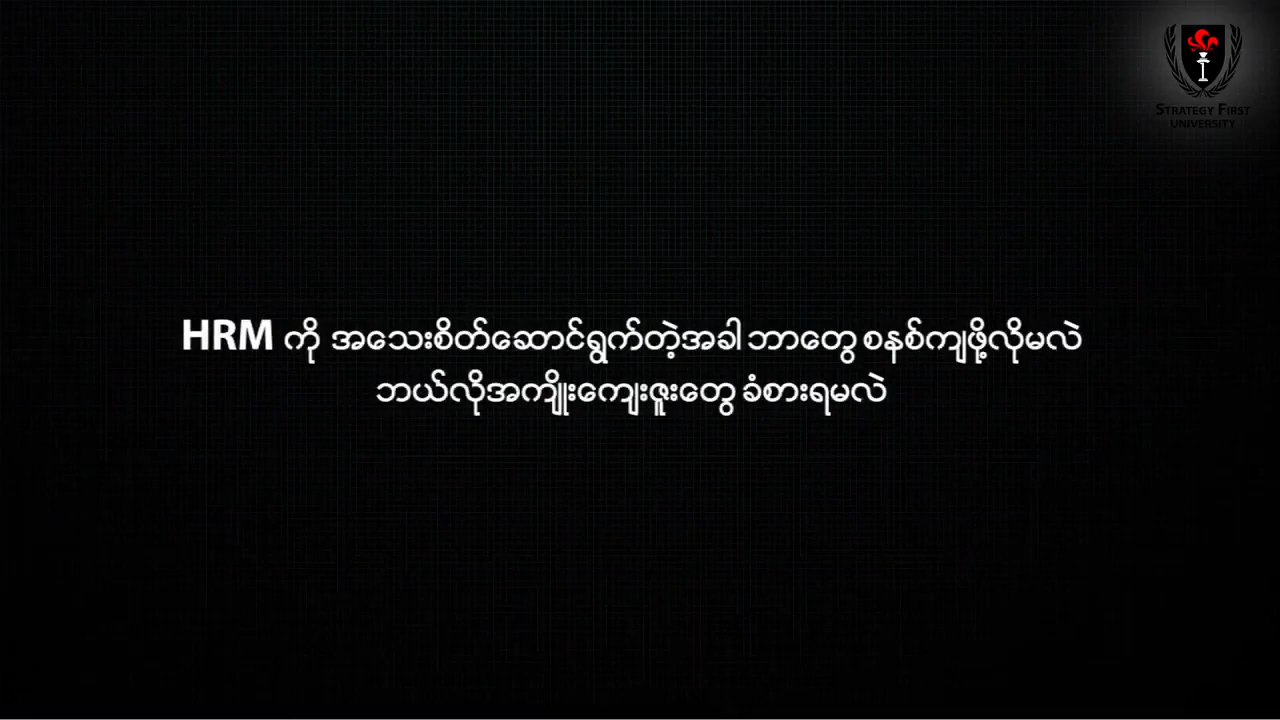 STRATEGY FIRST
UNIVERSITY
HRM ကို အသေးစိတ်ဆောင်ရွက်တဲ့အခါ ဘာတွေ စနစ်ကျဖို့လိုမလဲ
ဘယ်လိုအကျိုးကျေးဇူးတွေ ခံစားရမလဲ